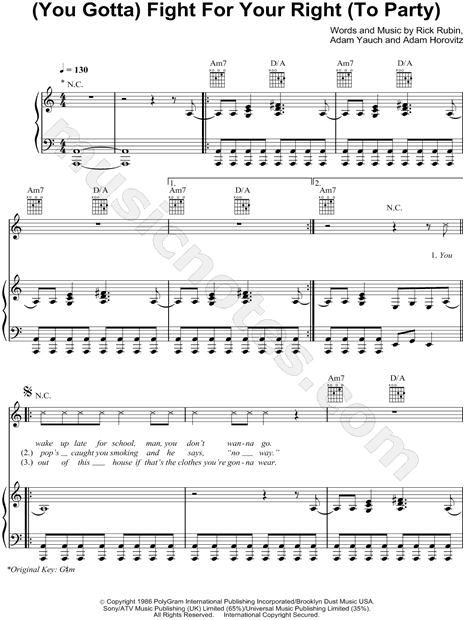 (You Gotta) Fight For Your Right (To Party)
Words and Music by Rick Rubin,
Adam Yauch and Adam Horovitz
♩ = 130
* N.C.
Am7 D/A
musicnotes.com
Am7 D/A 1. Am7 D/A 2. Am7 N.C.
1. You
N.C. Am7 D/A
wake up late for school, man, you don't wan-na go.
(2.) pop's __ caught you smoking and he says, "no __ way."
(3.) out of this __ house if that's the clothes you're gon-na wear.
*Original Key: G♯m
© Copyright 1986 PolyGram International Publishing Incorporated/Brooklyn Dust Music USA.
Sony/ATV Music Publishing (UK) Limited (65%)/Universal Music Publishing Limited (35%).
All Rights Reserved. International Copyright Secured.